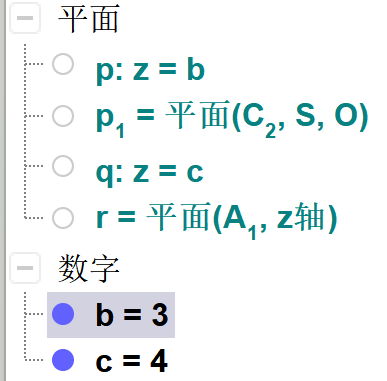 平面
p: z = b
p₁ = 平面(C₂, S, O)
q: z = c
r = 平面(A₁, z轴)
数字
b = 3
c = 4